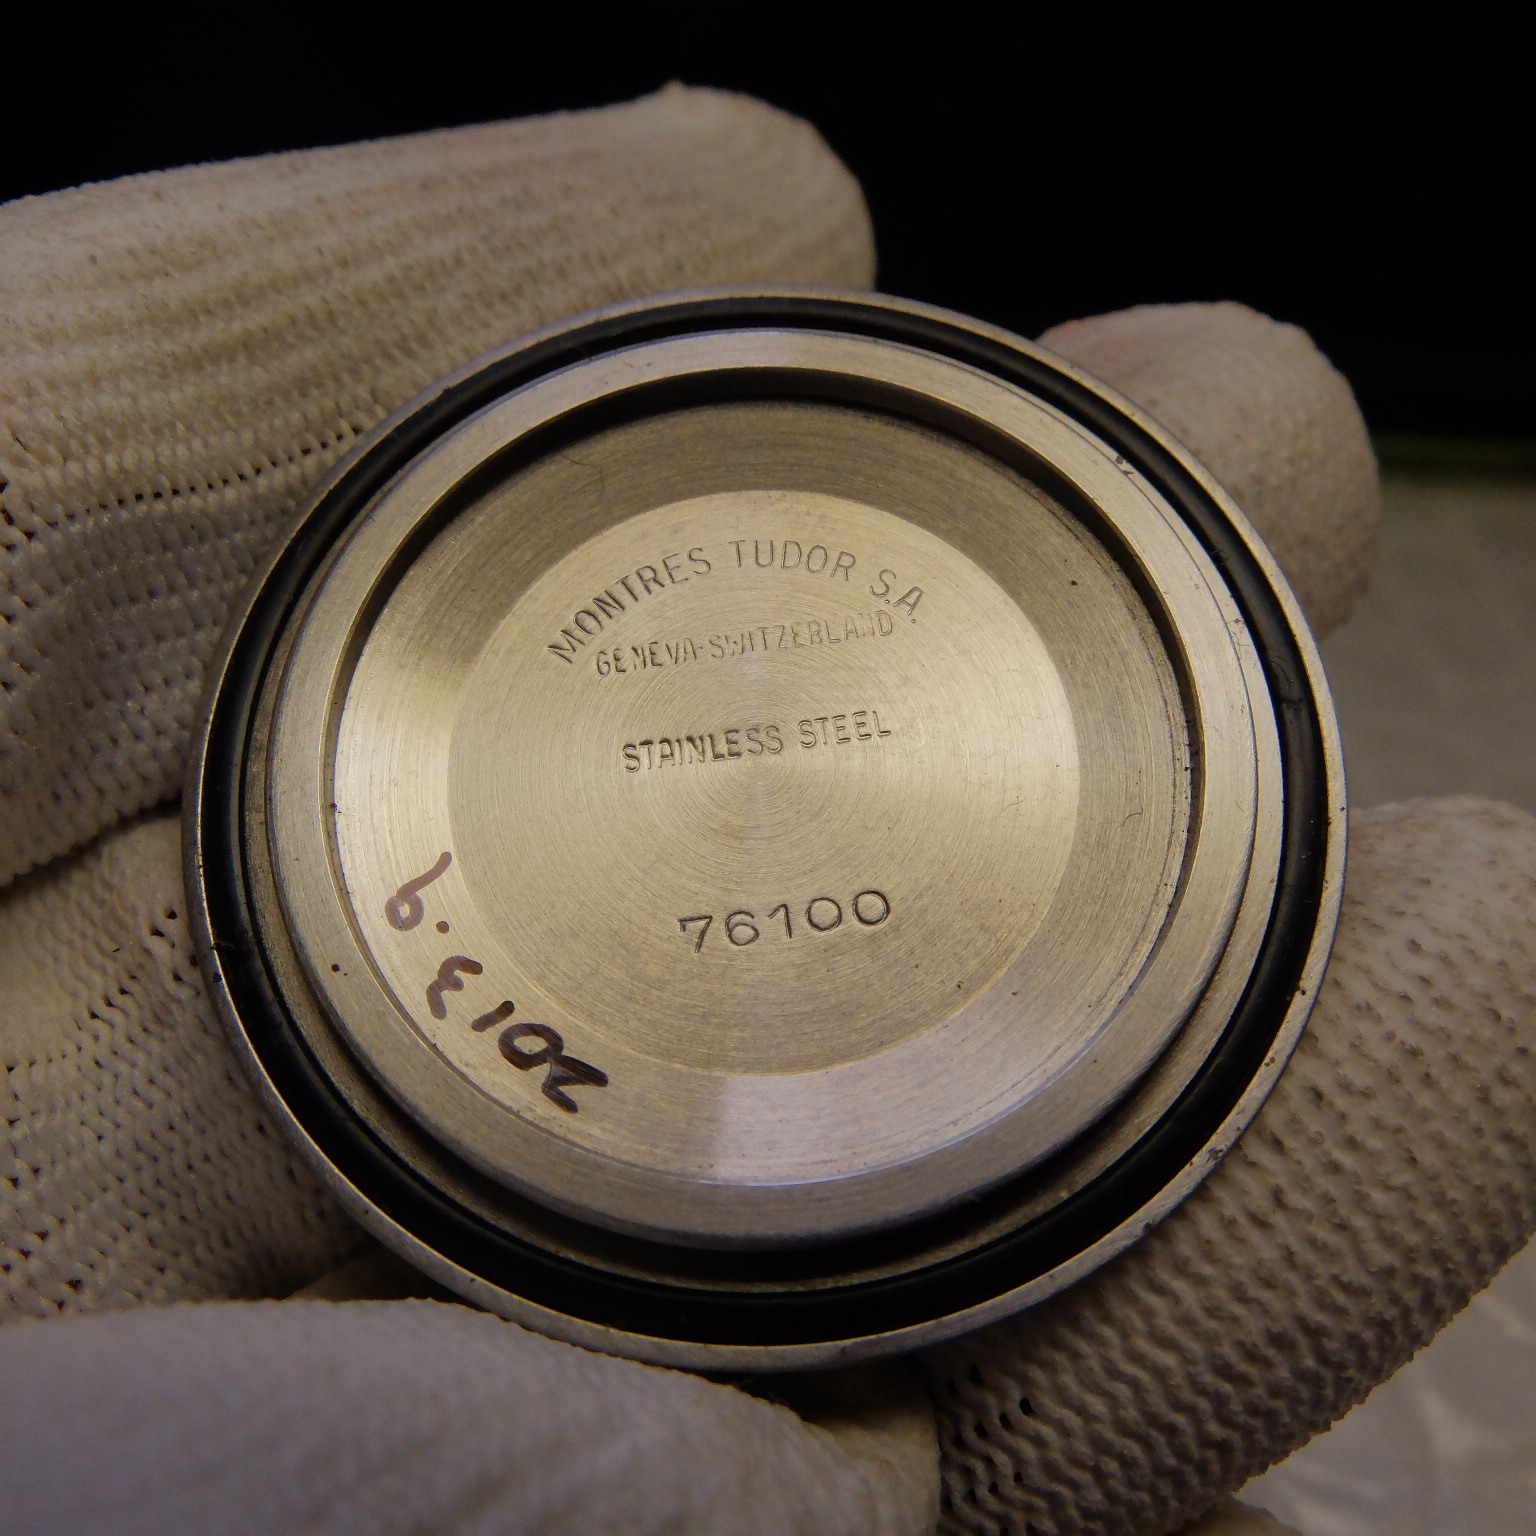 MONTRES TUDOR S.A.
GENEVA-SWITZERLAND
STAINLESS STEEL
76100
2013.9